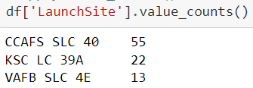 df['LaunchSite'].value_counts()
CCAFS SLC 40 55
KSC LC 39A 22
VAFB SLC 4E 13